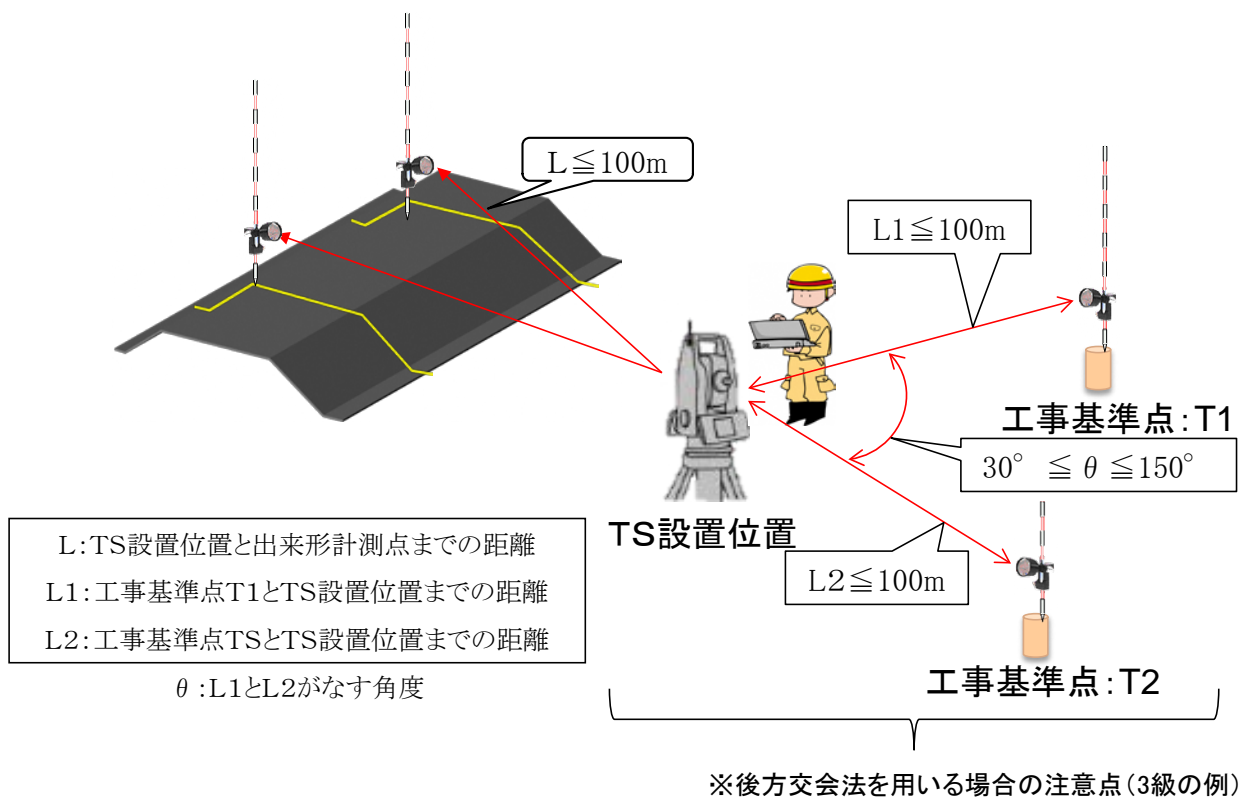 L≦100m
L1≦100m
工事基準点:T1
30° ≦θ≦150°
TS設置位置
L2≦100m
工事基準点:T2
L:TS設置位置と出来形計測点までの距離
L1:工事基準点T1とTS設置位置までの距離
L2:工事基準点TSとTS設置位置までの距離
θ:L1とL2がなす角度
※後方交会法を用いる場合の注意点(3級の例)